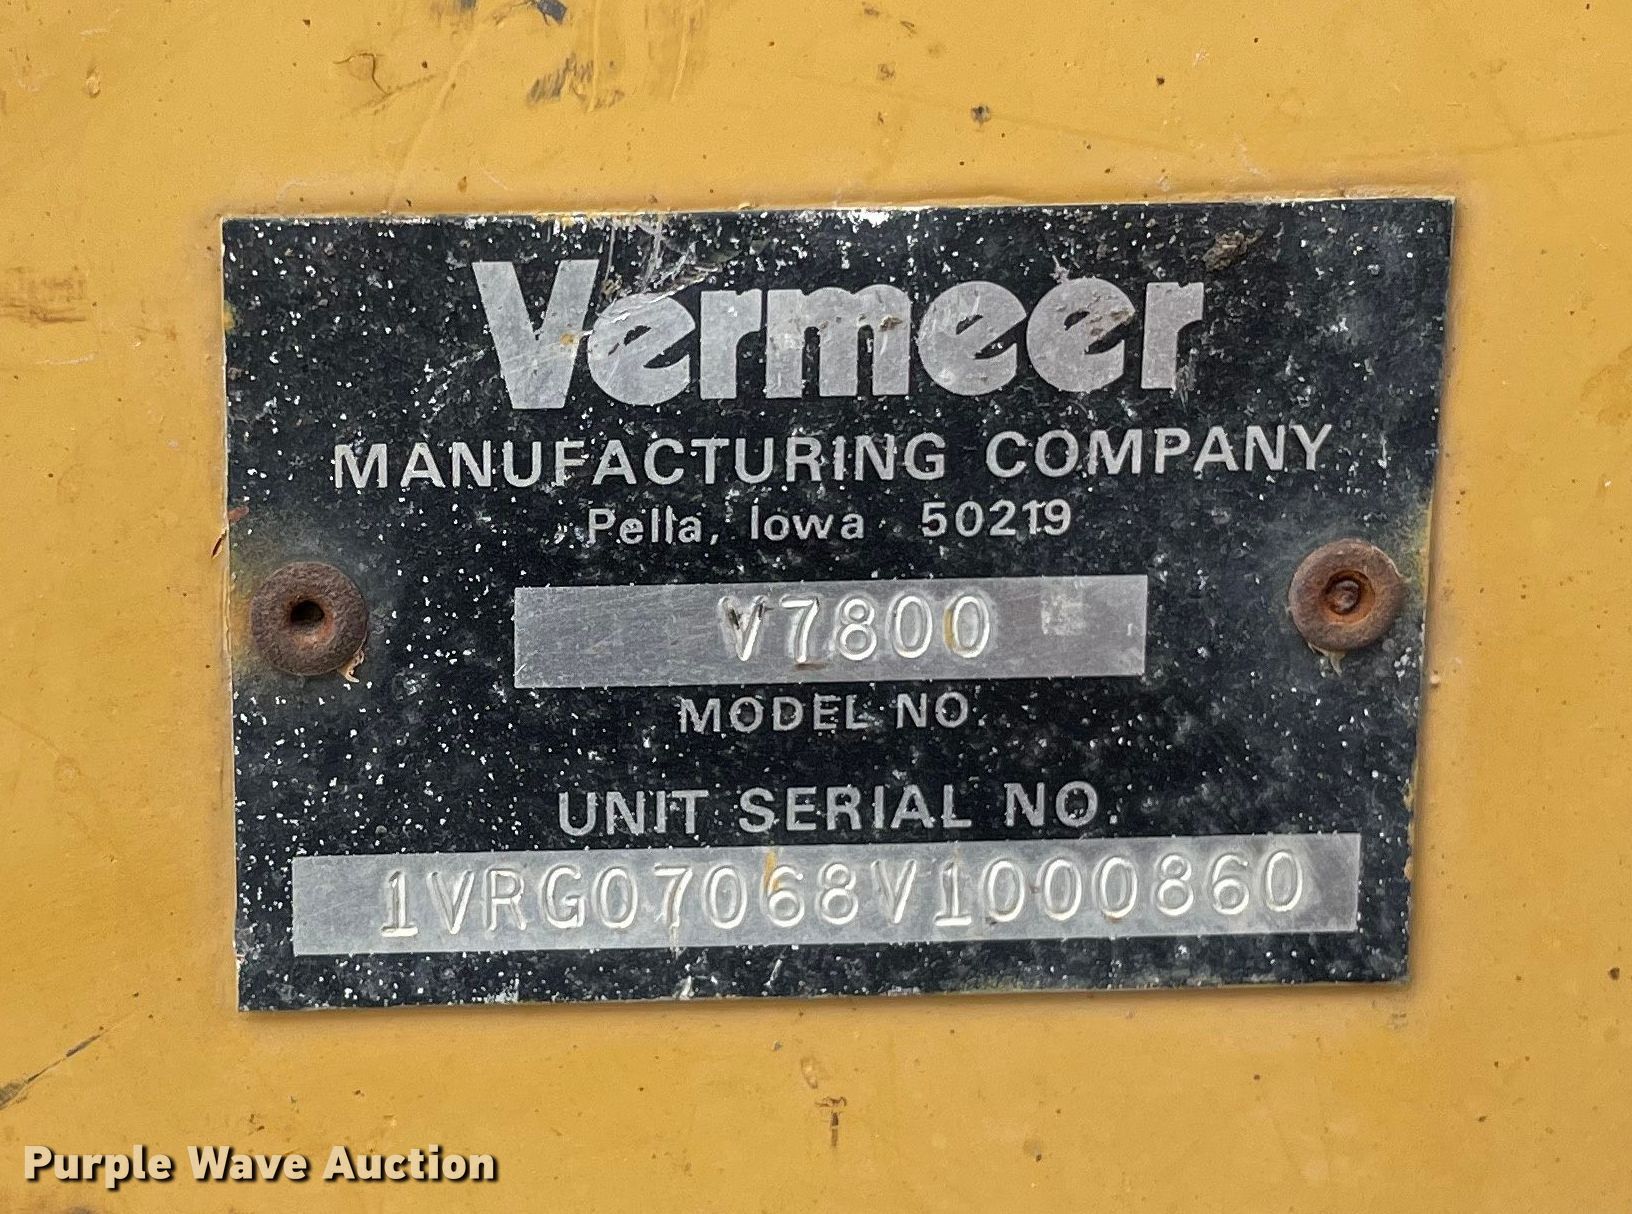 Vermeer
MANUFACTURING COMPANY
Pella, Iowa 50219
V7800
MODEL NO.
UNIT SERIAL NO.
1VRG07068V1000860
Purple Wave Auction